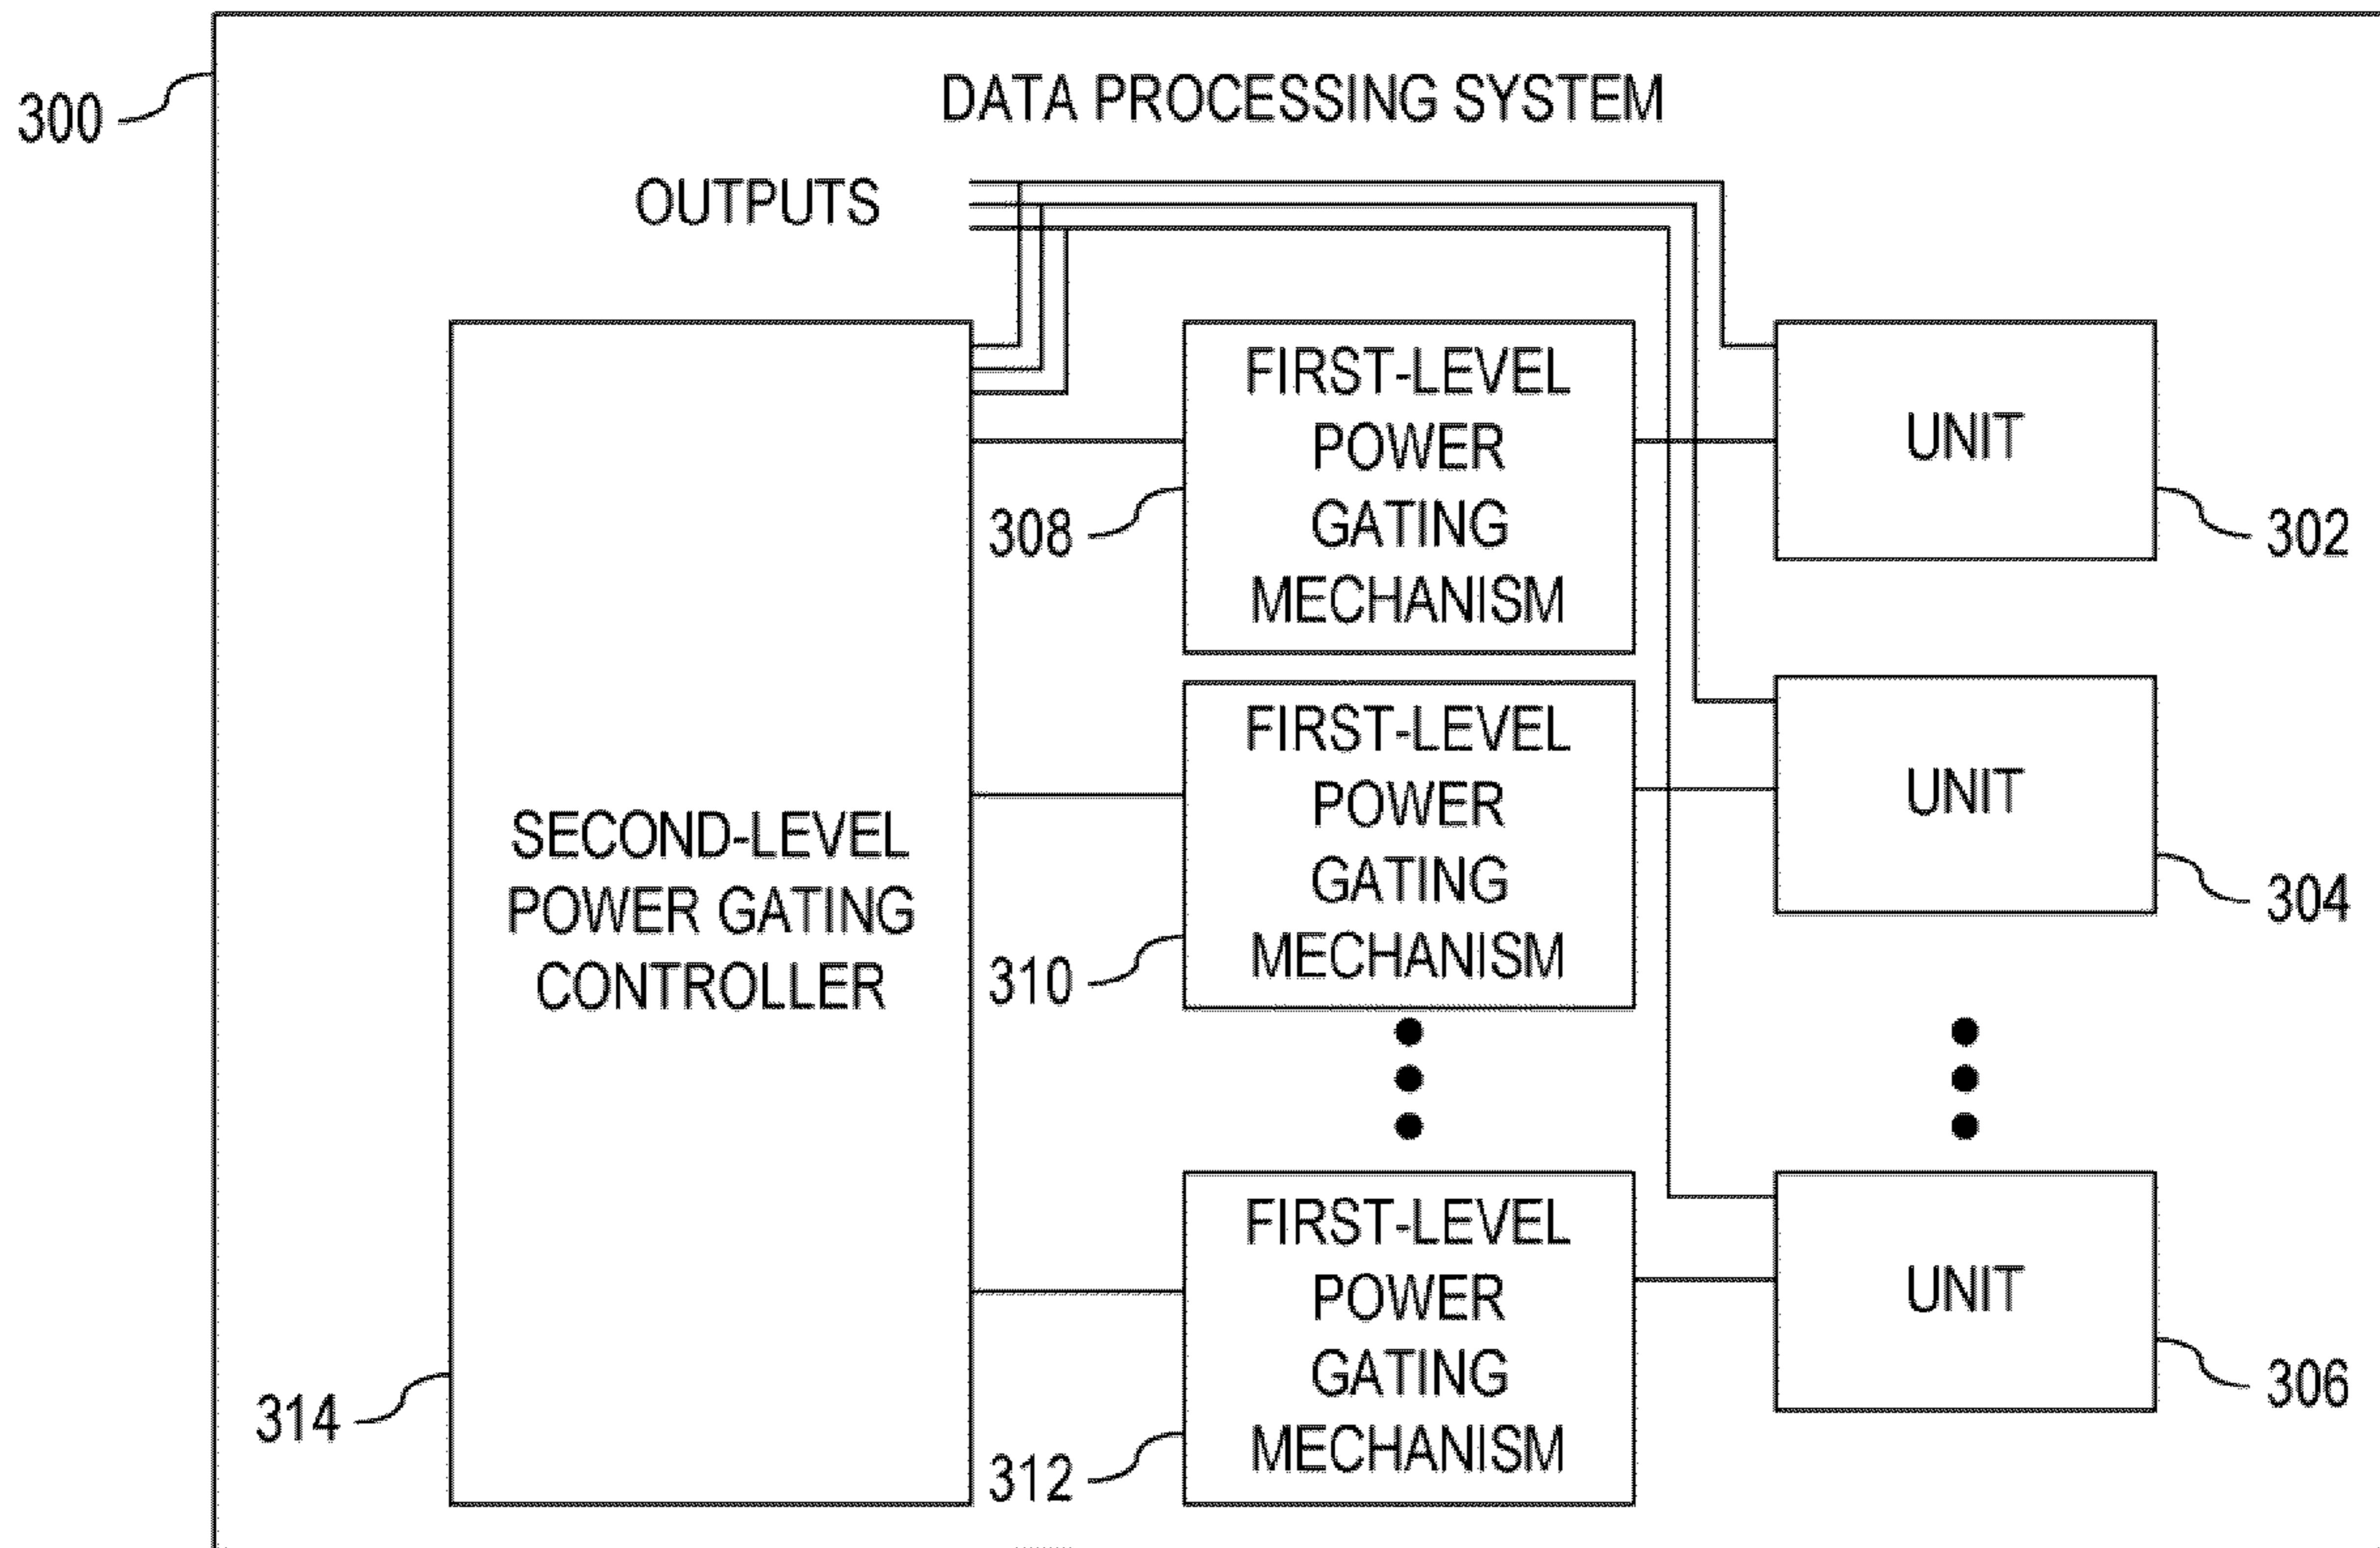 300
DATA PROCESSING SYSTEM
OUTPUTS
SECOND-LEVEL
POWER GATING
CONTROLLER
314
FIRST-LEVEL
POWER
GATING
MECHANISM
308
FIRST-LEVEL
POWER
GATING
MECHANISM
310
FIRST-LEVEL
POWER
GATING
MECHANISM
312
UNIT
302
UNIT
304
UNIT
306